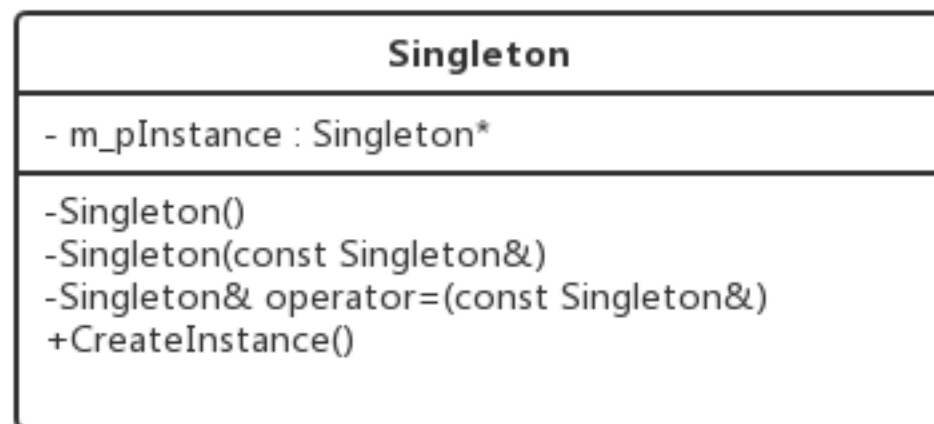 Singleton
- m_pInstance : Singleton*
-Singleton()
-Singleton(const Singleton&)
-Singleton& operator=(const Singleton&)
+CreateInstance()